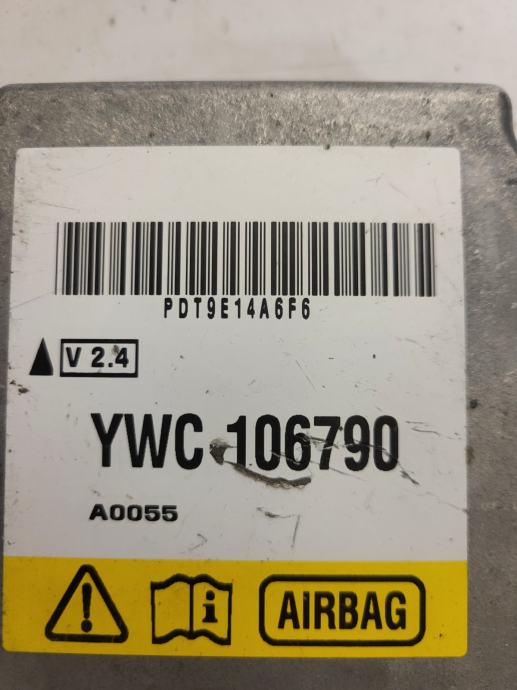 PDT9E14A6F6
V 2.4
YWC 106790
A0055
i AIRBAG